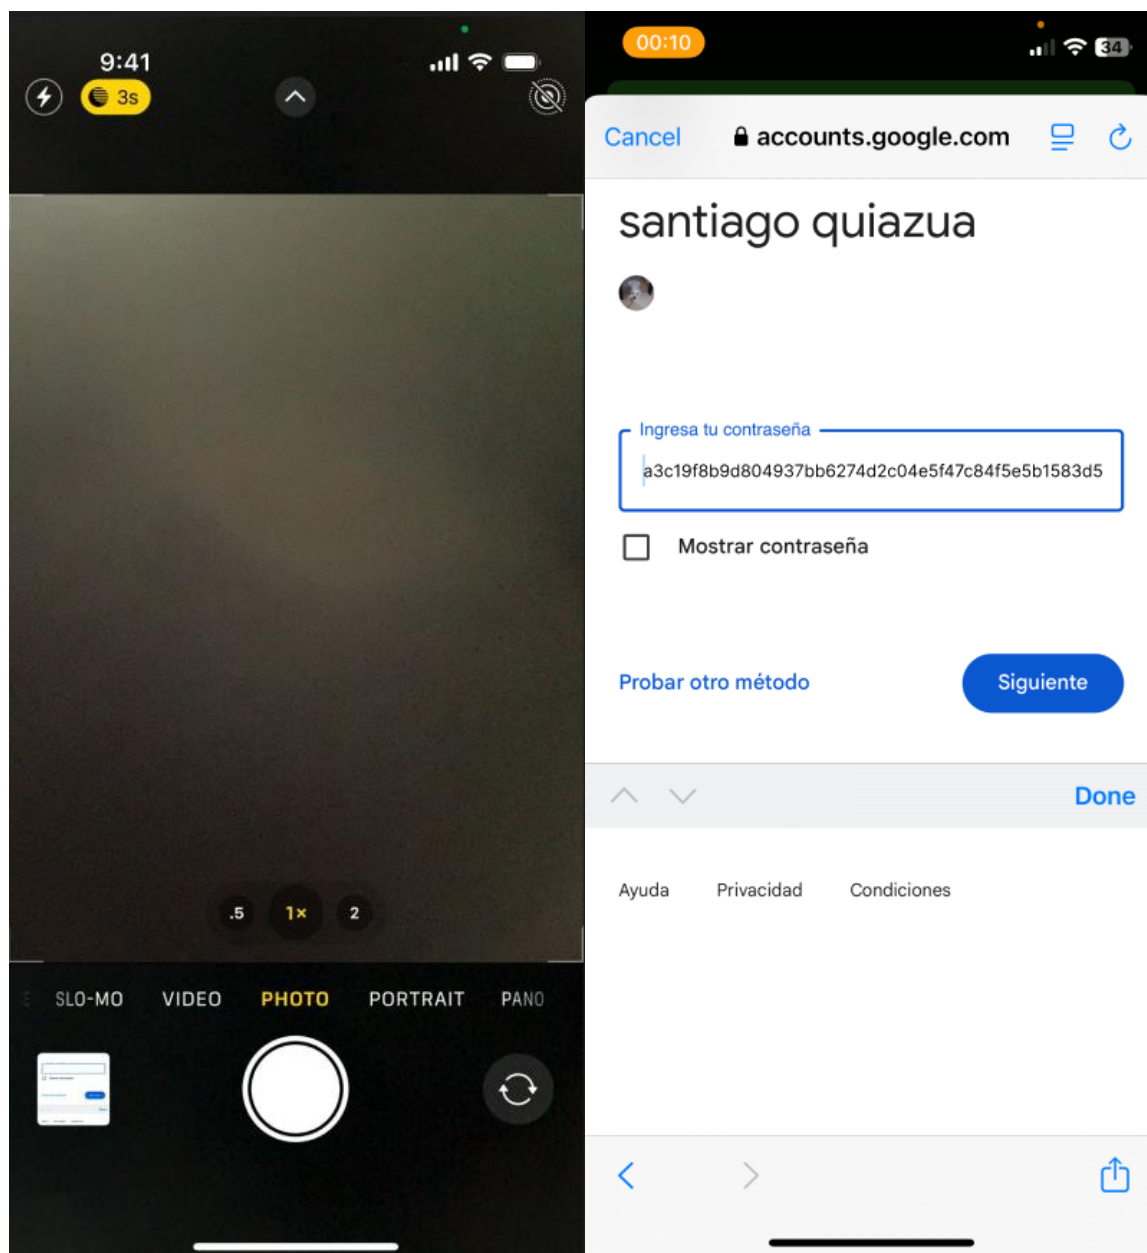 9:41
3s
.5 1× 2
SLO-MO VIDEO PHOTO PORTRAIT PANO
00:10
34
Cancel accounts.google.com
santiago quiazua
Ingresa tu contraseña
a3c19f8b9d804937bb6274d2c04e5f47c84f5e5b1583d5
Mostrar contraseña
Probar otro método Siguiente
Done
Ayuda Privacidad Condiciones